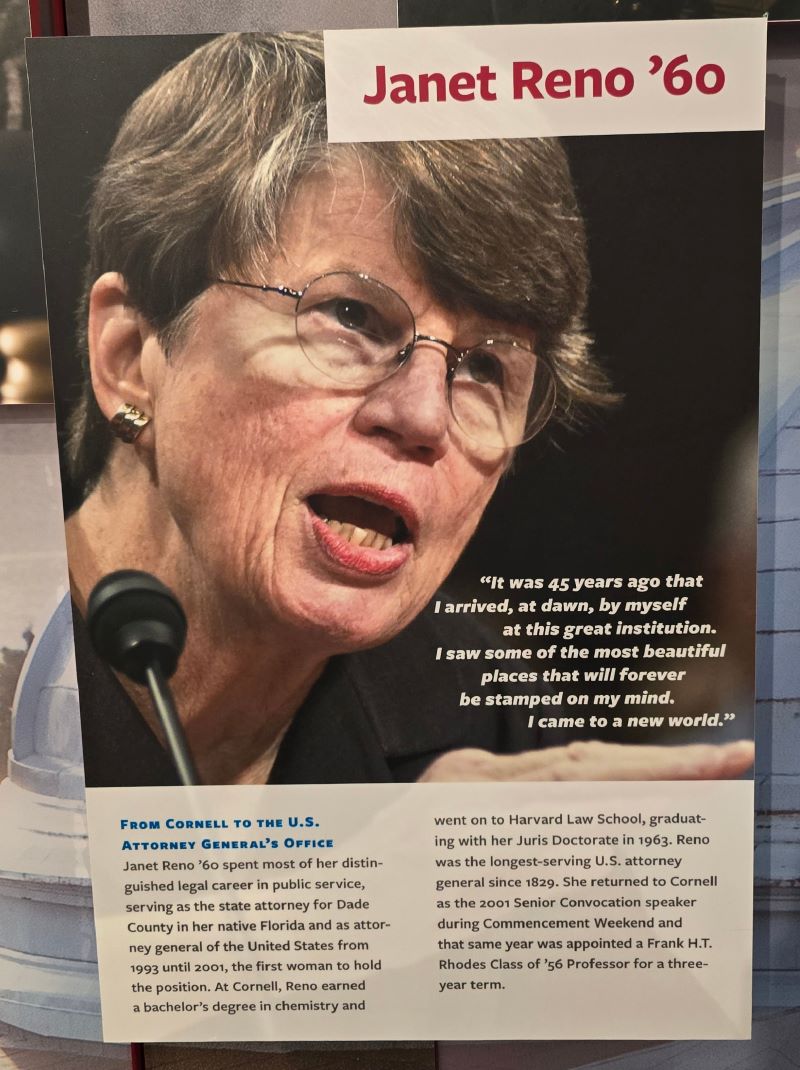 Janet Reno ’60
“It was 45 years ago that
I arrived, at dawn, by myself
at this great institution.
I saw some of the most beautiful
places that will forever
be stamped on my mind.
I came to a new world.”
From Cornell to the U.S.
Attorney General’s Office
Janet Reno ’60 spent most of her distin-
guished legal career in public service,
serving as the state attorney for Dade
County in her native Florida and as attor-
ney general of the United States from
1993 until 2001, the first woman to hold
the position. At Cornell, Reno earned
a bachelor’s degree in chemistry and
went on to Harvard Law School, graduat-
ing with her Juris Doctorate in 1963. Reno
was the longest-serving U.S. attorney
general since 1829. She returned to Cornell
as the 2001 Senior Convocation speaker
during Commencement Weekend and
that same year was appointed a Frank H.T.
Rhodes Class of ’56 Professor for a three-
year term.